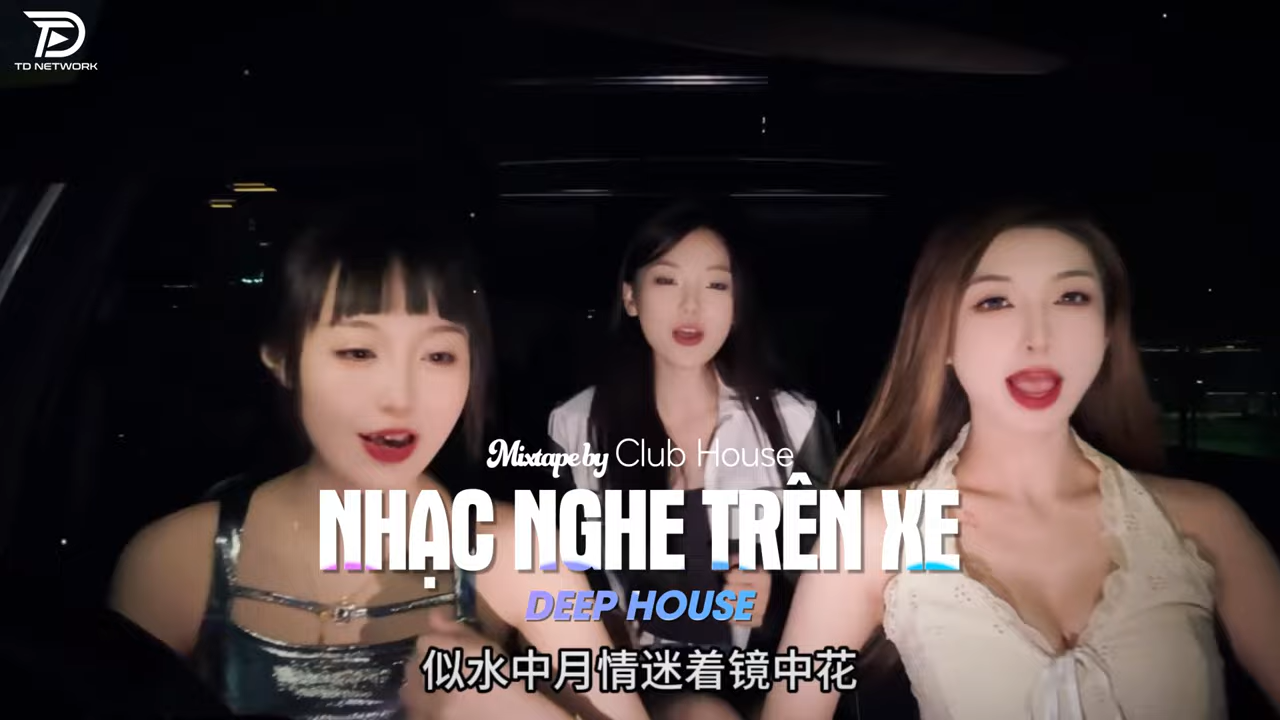 TD NETWORK
Mixtape by Club House
NHẠC NGHE TRÊN XE
DEEP HOUSE
似水中月情迷着镜中花